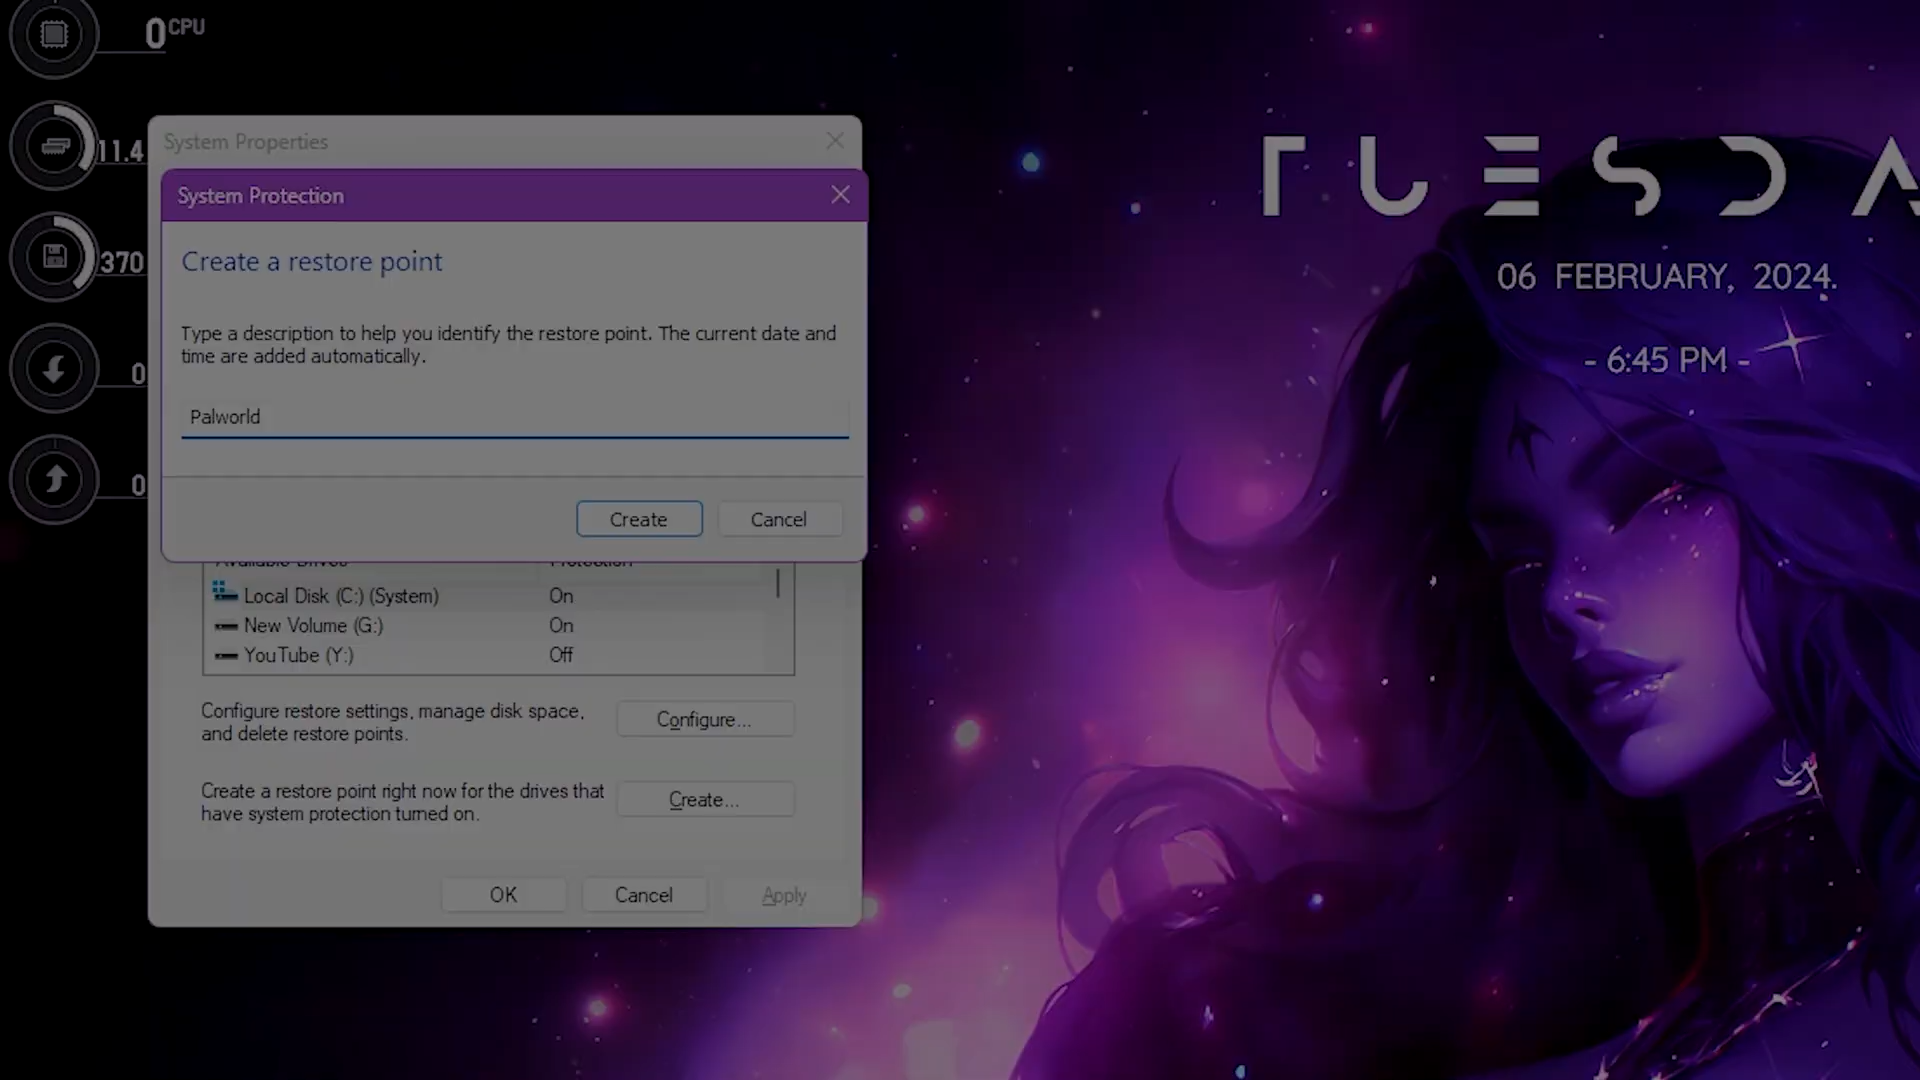 0 CPU
11.4
370
0
0
System Properties
System Protection
Create a restore point
Type a description to help you identify the restore point. The current date and
time are added automatically.
Palworld
Create Cancel
Available Drives Protection
Local Disk (C:) (System) On
New Volume (G:) On
YouTube (Y:) Off
Configure restore settings, manage disk space,
and delete restore points.
Configure...
Create a restore point right now for the drives that
have system protection turned on.
Create...
OK Cancel Apply
TUESDA
06 FEBRUARY, 2024.
- 6:45 PM -